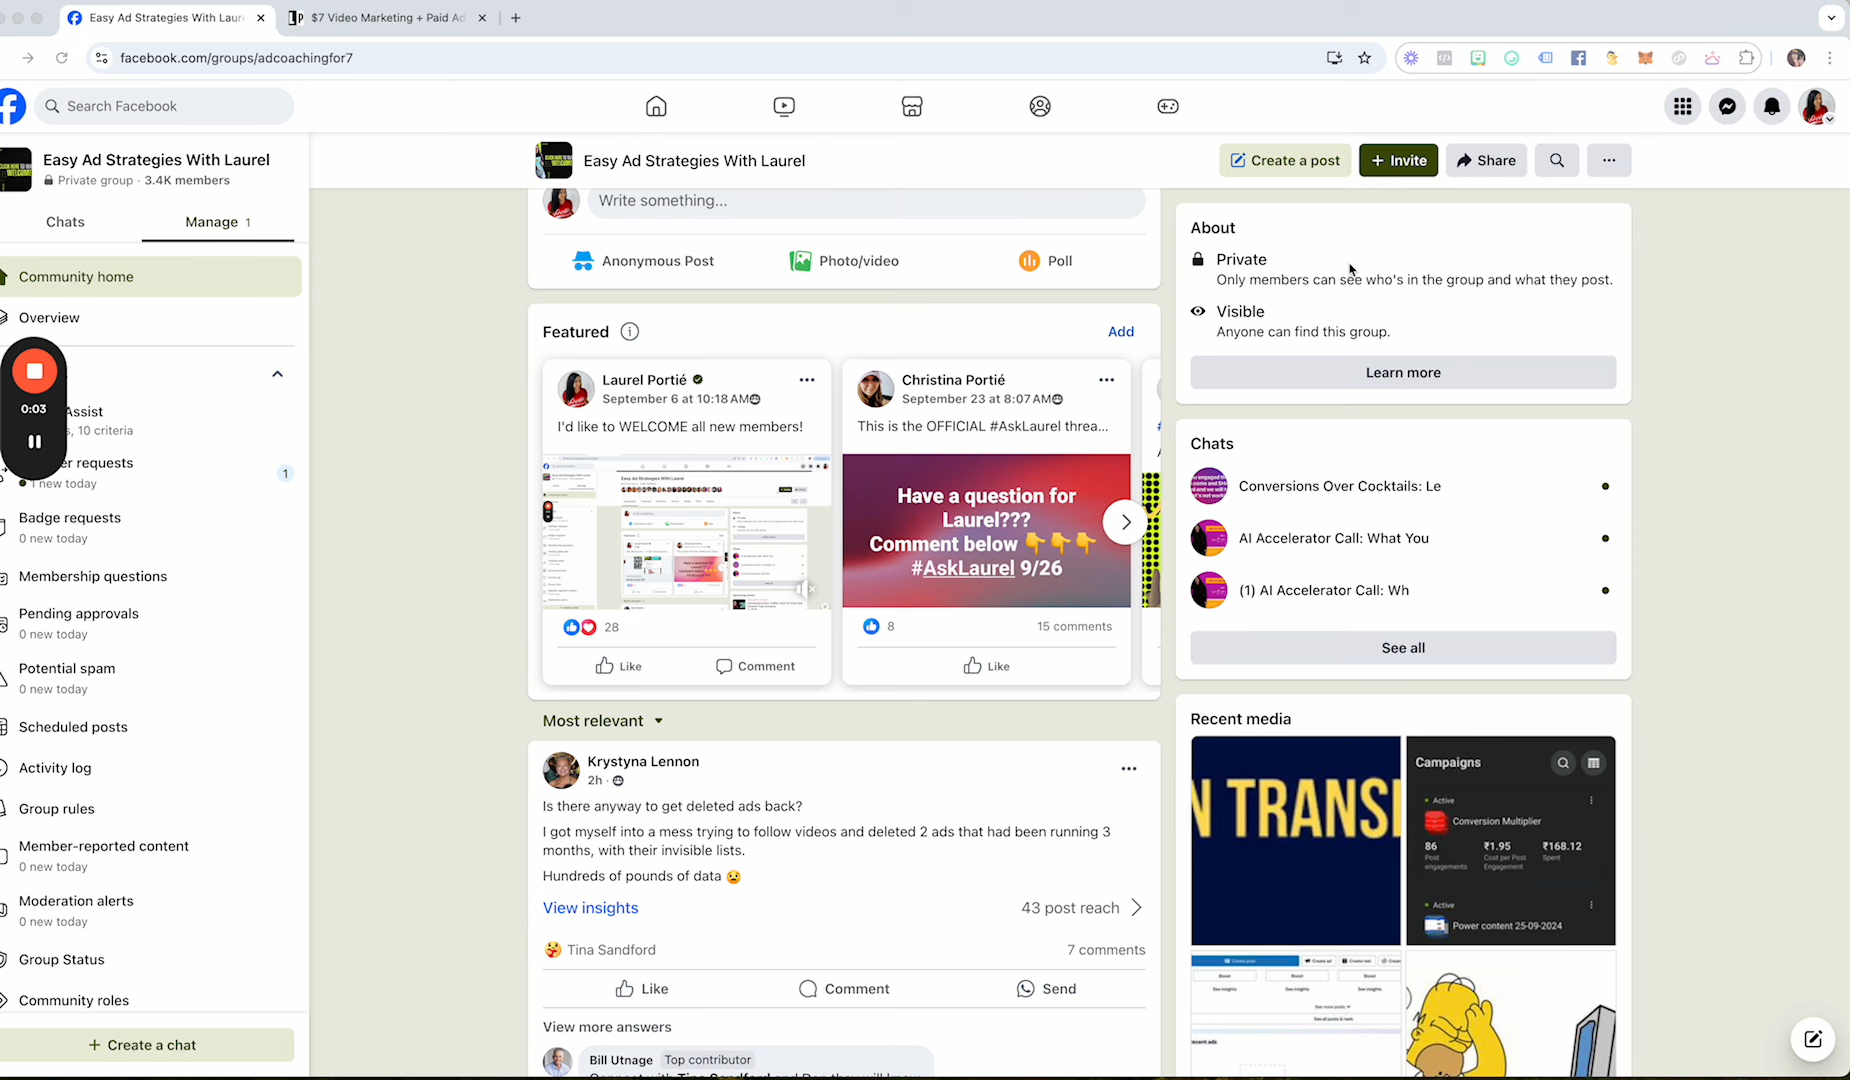 Easy Ad Strategies With Laur
$7 Video Marketing + Paid Ad
facebook.com/groups/adcoachingfor7
Search Facebook
Easy Ad Strategies With Laurel
Private group · 3.4K members
Chats
Manage 1
Community home
Overview
0:03
Assist
s, 10 criteria
er requests
1 new today
1
Badge requests
0 new today
Membership questions
Pending approvals
0 new today
Potential spam
0 new today
Scheduled posts
Activity log
Group rules
Member-reported content
0 new today
Moderation alerts
0 new today
Group Status
Community roles
+ Create a chat
Easy Ad Strategies With Laurel
Create a post
+ Invite
Share
Write something...
Anonymous Post
Photo/video
Poll
Featured
Add
Laurel Portié
September 6 at 10:18 AM
I'd like to WELCOME all new members!
28
Like
Comment
Christina Portié
September 23 at 8:07 AM
This is the OFFICIAL #AskLaurel threa...
Have a question for
Laurel???
Comment below 👇👇👇
#AskLaurel 9/26
8
15 comments
Like
Most relevant
Krystyna Lennon
2h ·
Is there anyway to get deleted ads back?
I got myself into a mess trying to follow videos and deleted 2 ads that had been running 3
months, with their invisible lists.
Hundreds of pounds of data 😟
View insights
43 post reach
Tina Sandford
7 comments
Like
Comment
Send
View more answers
Bill Utnage Top contributor
About
Private
Only members can see who's in the group and what they post.
Visible
Anyone can find this group.
Learn more
Chats
Conversions Over Cocktails: Le
AI Accelerator Call: What You
(1) AI Accelerator Call: Wh
See all
Recent media
N TRANSI
Campaigns
Active
Conversion Multiplier
86
₹1.95
₹168.12
Post
engagements
Cost per Post
Engagement
Spent
Active
Power content 25-09-2024